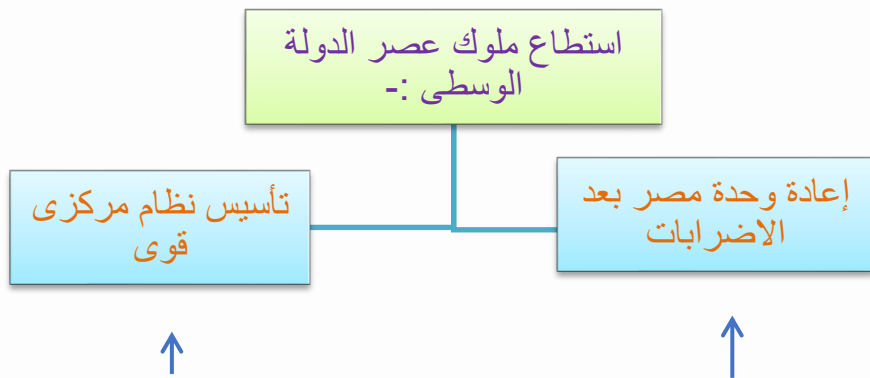 استطاع ملوك عصر الدولة
الوسطى :-
إعادة وحدة مصر بعد
الاضرابات
تأسيس نظام مركزى
قوى